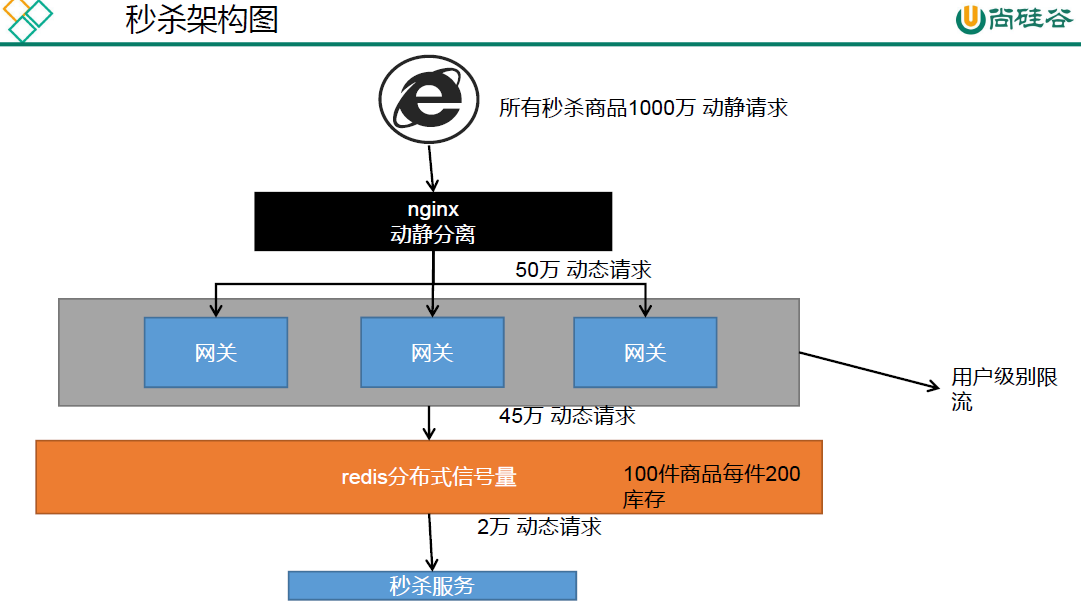 秒杀架构图
尚硅谷
所有秒杀商品1000万 动静请求
nginx
动静分离
50万 动态请求
网关
网关
网关
用户级别限
流
45万 动态请求
redis分布式信号量
100件商品每件200
库存
2万 动态请求
秒杀服务